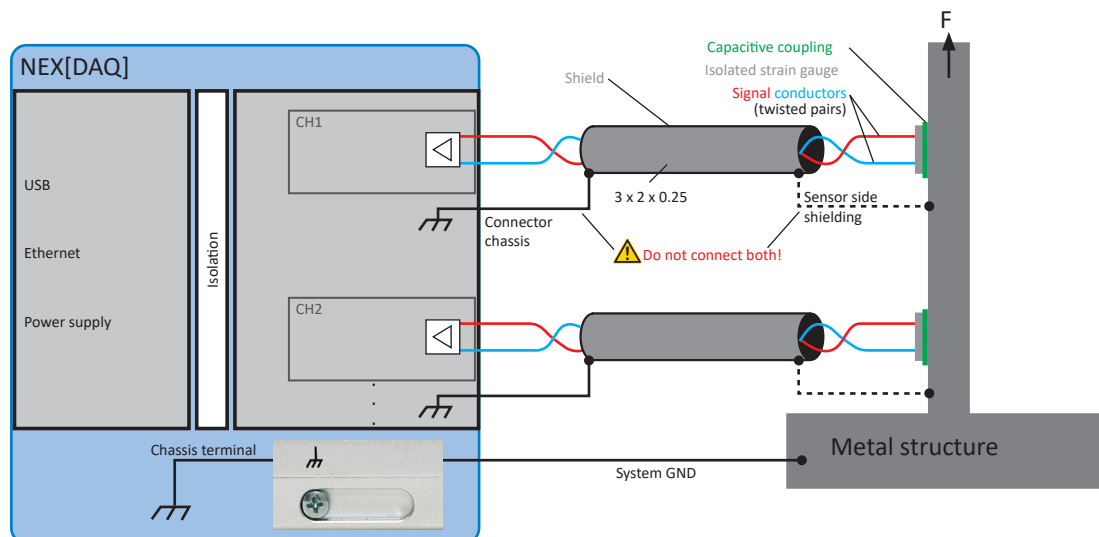 F
NEX[DAQ]
Capacitive coupling
Isolated strain gauge
Signal conductors
(twisted pairs)
Shield
CH1
USB
3 x 2 x 0.25
Sensor side
shielding
Connector
chassis
Do not connect both!
Ethernet
Isolation
CH2
Power supply
Chassis terminal
System GND
Metal structure